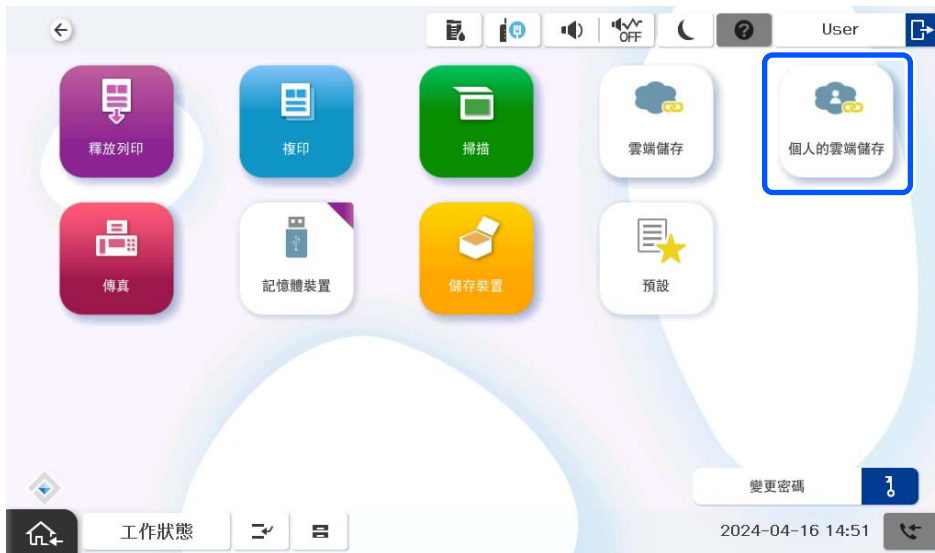 OFF
User
釋放列印
複印
掃描
雲端儲存
個人的雲端儲存
傳真
記憶體裝置
儲存裝置
預設
變更密碼
工作狀態
2024-04-16 14:51